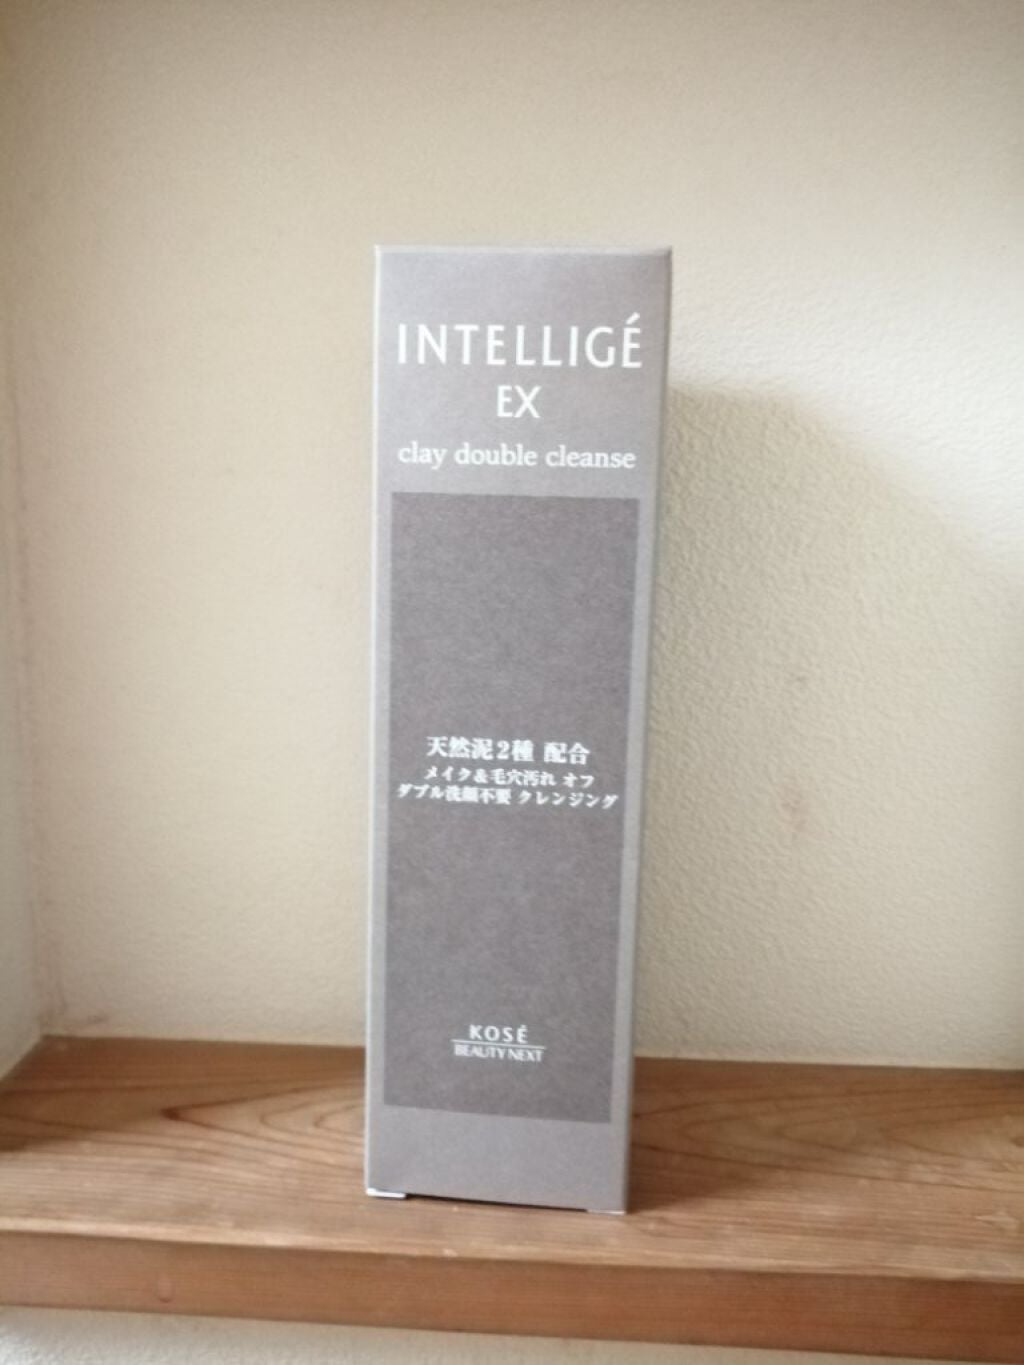 INTELLIGÉ
EX
clay double cleanse
天然泥2種 配合
メイク&毛穴汚れ オフ
ダブル洗顔不要 クレンジング
KOSÉ
BEAUTY NEXT